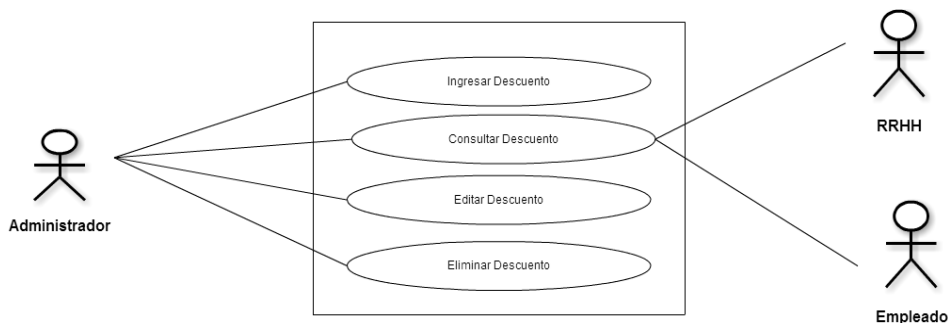 Ingresar Descuento
Consultar Descuento
RRHH
Editar Descuento
Administrador
Eliminar Descuento
Empleado